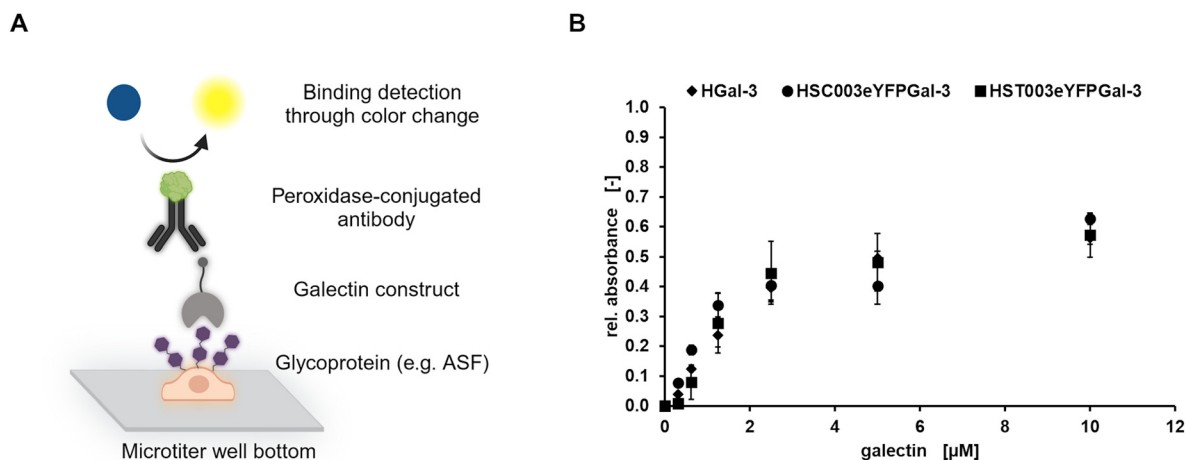 A
Binding detection
through color change
Peroxidase-conjugated
antibody
Galectin construct
Glycoprotein (e.g. ASF)
Microtiter well bottom
B
HGal-3 HSC003eYFPGal-3 HST003eYFPGal-3
rel. absorbance [-]
1.0
0.9
0.8
0.7
0.6
0.5
0.4
0.3
0.2
0.1
0.0
0 2 4 6 8 10 12
galectin [µM]